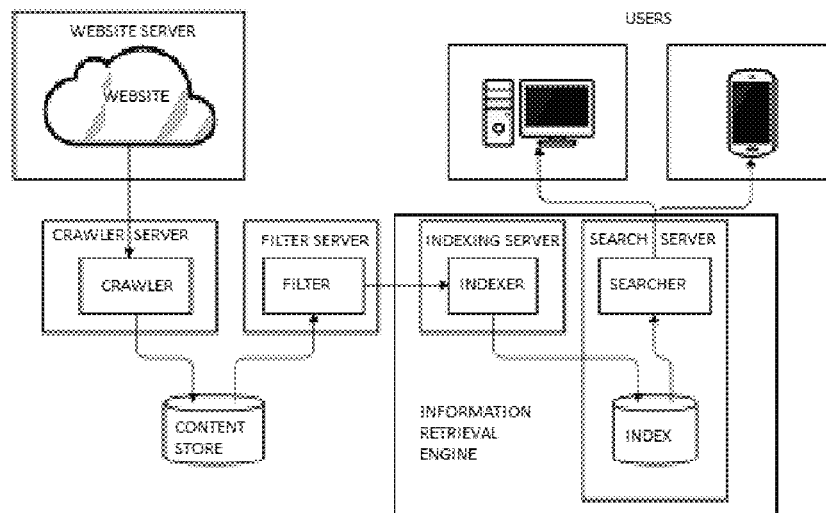 WEBSITE SERVER
WEBSITE
USERS
CRAWLER SERVER
CRAWLER
FILTER SERVER
FILTER
INDEXING SERVER
INDEXER
SEARCH SERVER
SEARCHER
CONTENT
STORE
INFORMATION
RETRIEVAL
ENGINE
INDEX